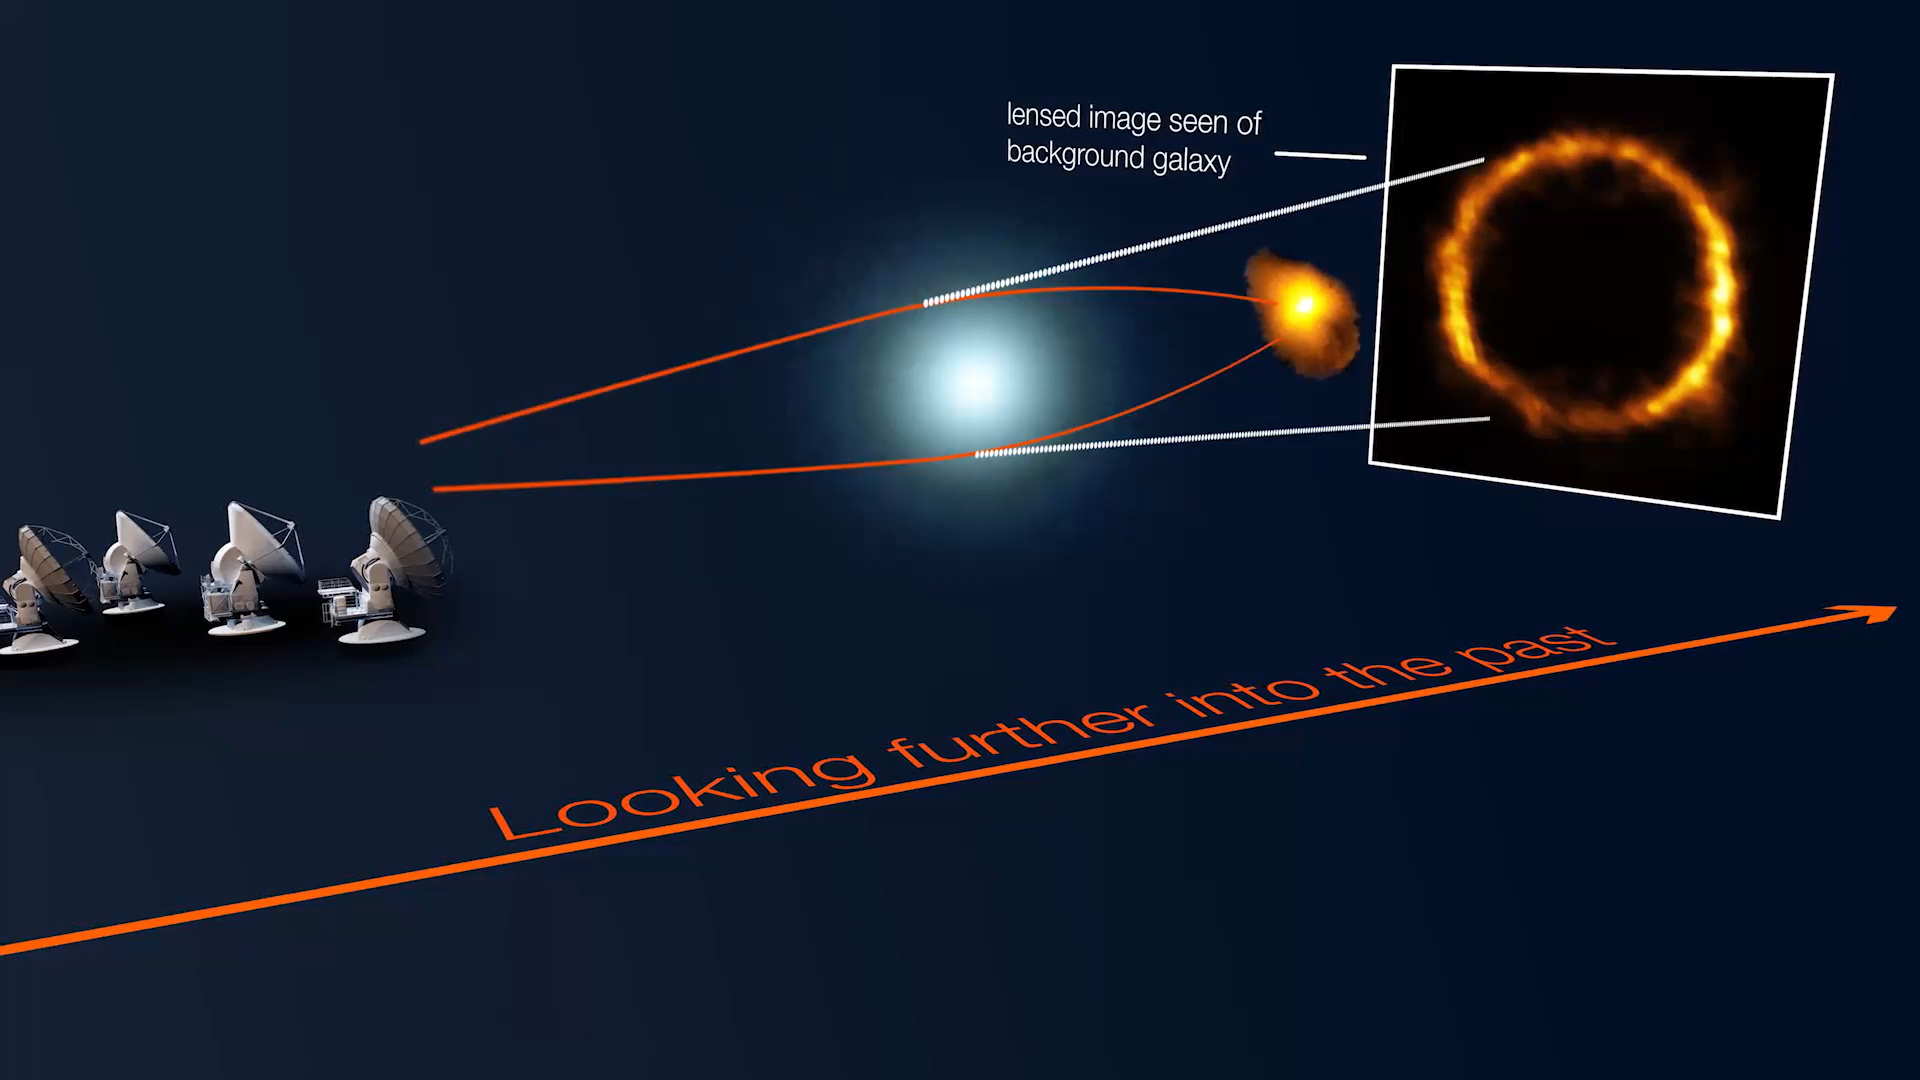 lensed image seen of
background galaxy
Looking further into the past